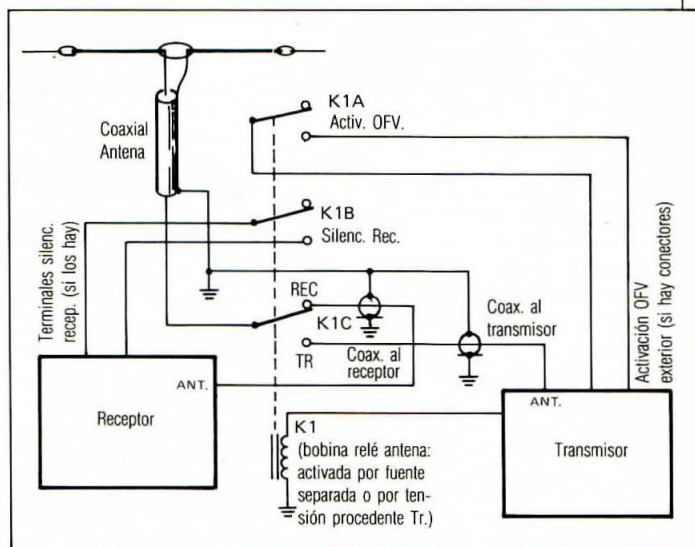 K1A
Activ. OFV.
Coaxial
Antena
K1B
Silenc. Rec.
Terminales silenc.
recep. (si los hay)
REC
K1C
TR
Coax. al
receptor
Coax. al
transmisor
Activación OFV
exterior (si hay conectores)
ANT.
Receptor
K1
(bobina relé antena:
activada por fuente
separada o por ten-
sión procedente Tr.)
ANT.
Transmisor